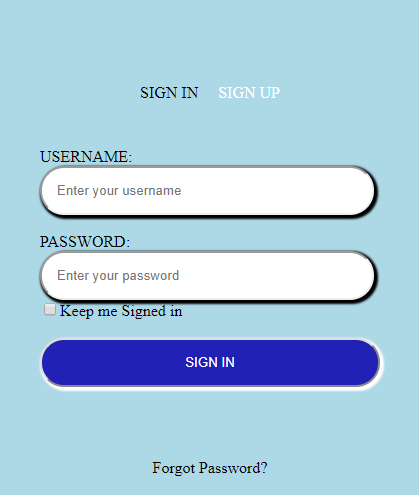 SIGN IN SIGN UP
USERNAME:
Enter your username
PASSWORD:
Enter your password
Keep me Signed in
SIGN IN
Forgot Password?